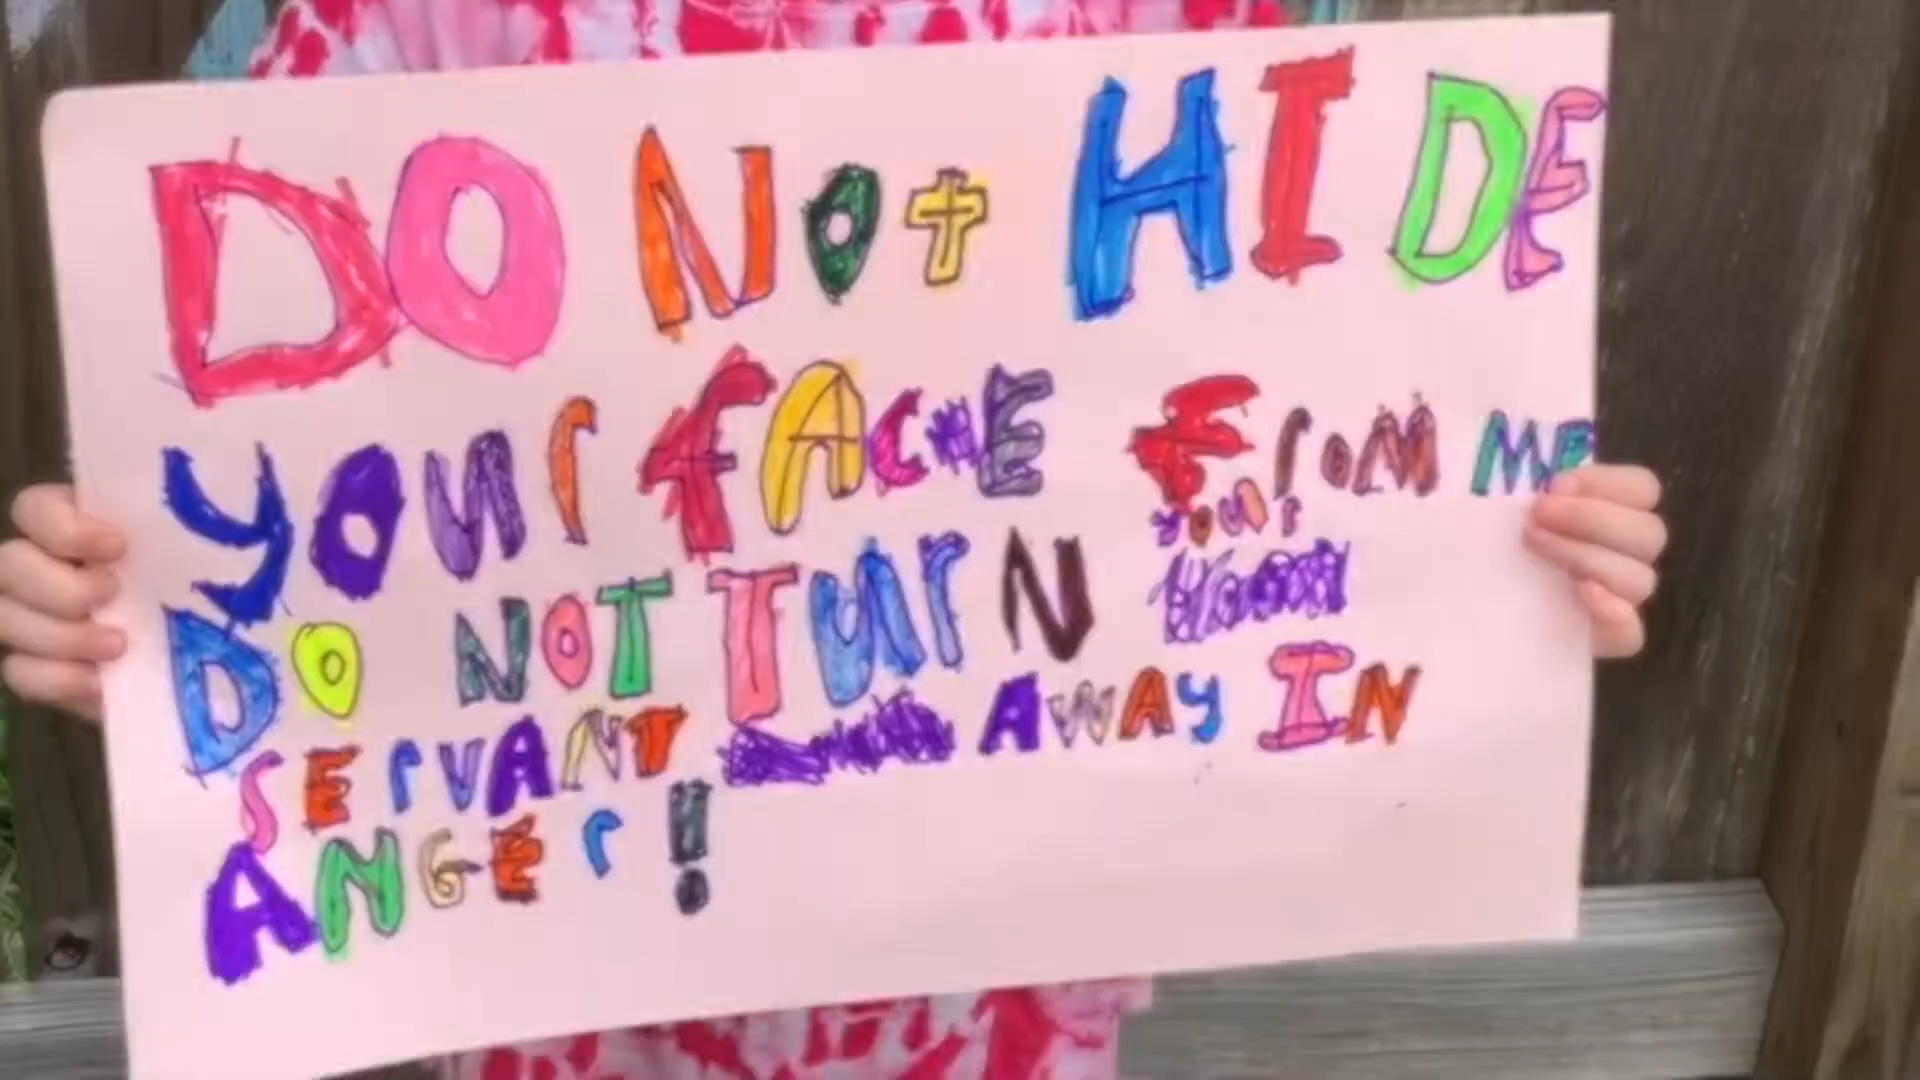 DO NOt HIDE
YOur fACE From ME
DO NOT TurN your
SErVANT AWAY IN
ANGEr!